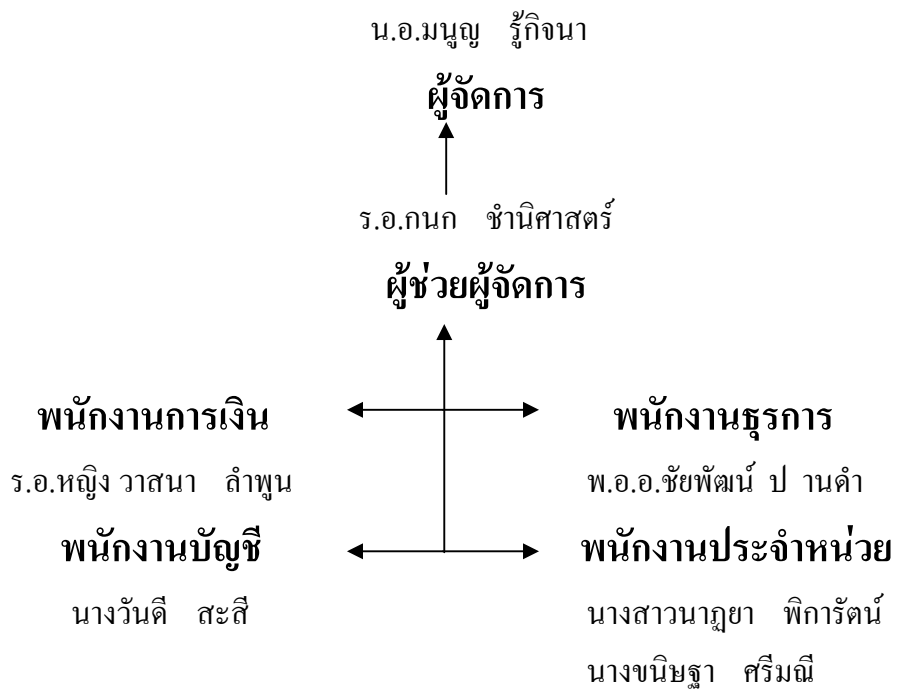 น.อ.มนูญ รู้กิจนา
ผู้จัดการ
ร.อ.กนก ชำนิศาสตร์
ผู้ช่วยผู้จัดการ
พนักงานการเงิน
ร.อ.หญิง วาสนา ลำพูน
พนักงานธุรการ
พ.อ.อ.ชัยพัฒน์ ป านดำ
พนักงานบัญชี
นางวันดี สะสี
พนักงานประจำหน่วย
นางสาวนาฏยา พิการัตน์
นางขนิษฐา ศรีมณี